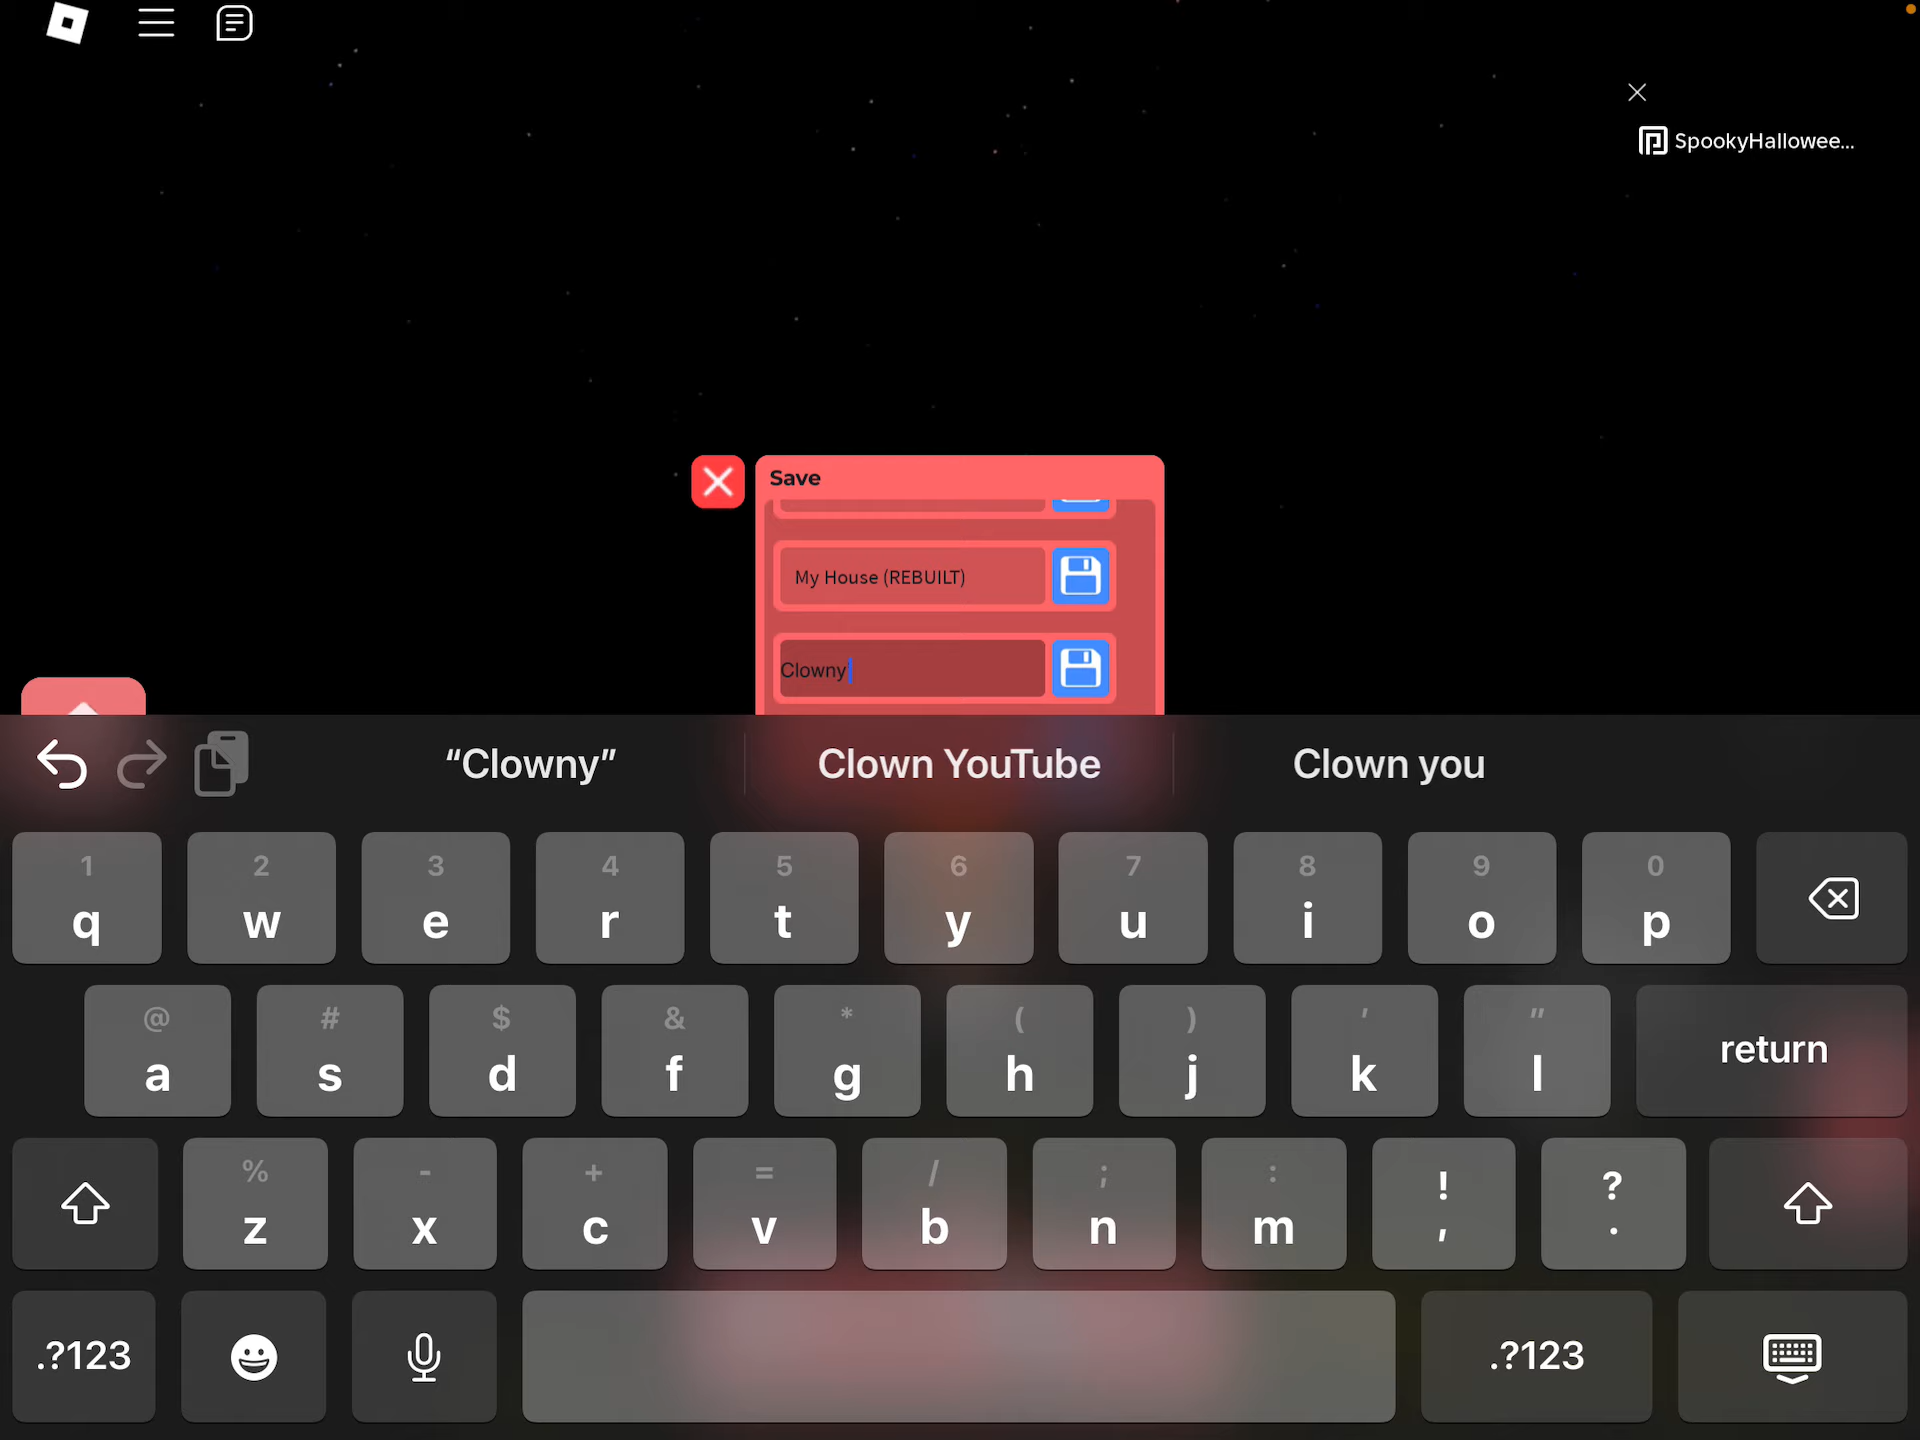 SpookyHallowee...
Save
My House (REBUILT)
Clowny
“Clowny”
Clown YouTube
Clown you
1 2 3 4 5 6 7 8 9 0
q w e r t y u i o p
@ # $ & * ( ) ' "
a s d f g h j k l return
% - + = / ; : ! ?
z x c v b n m , .
.?123 .?123